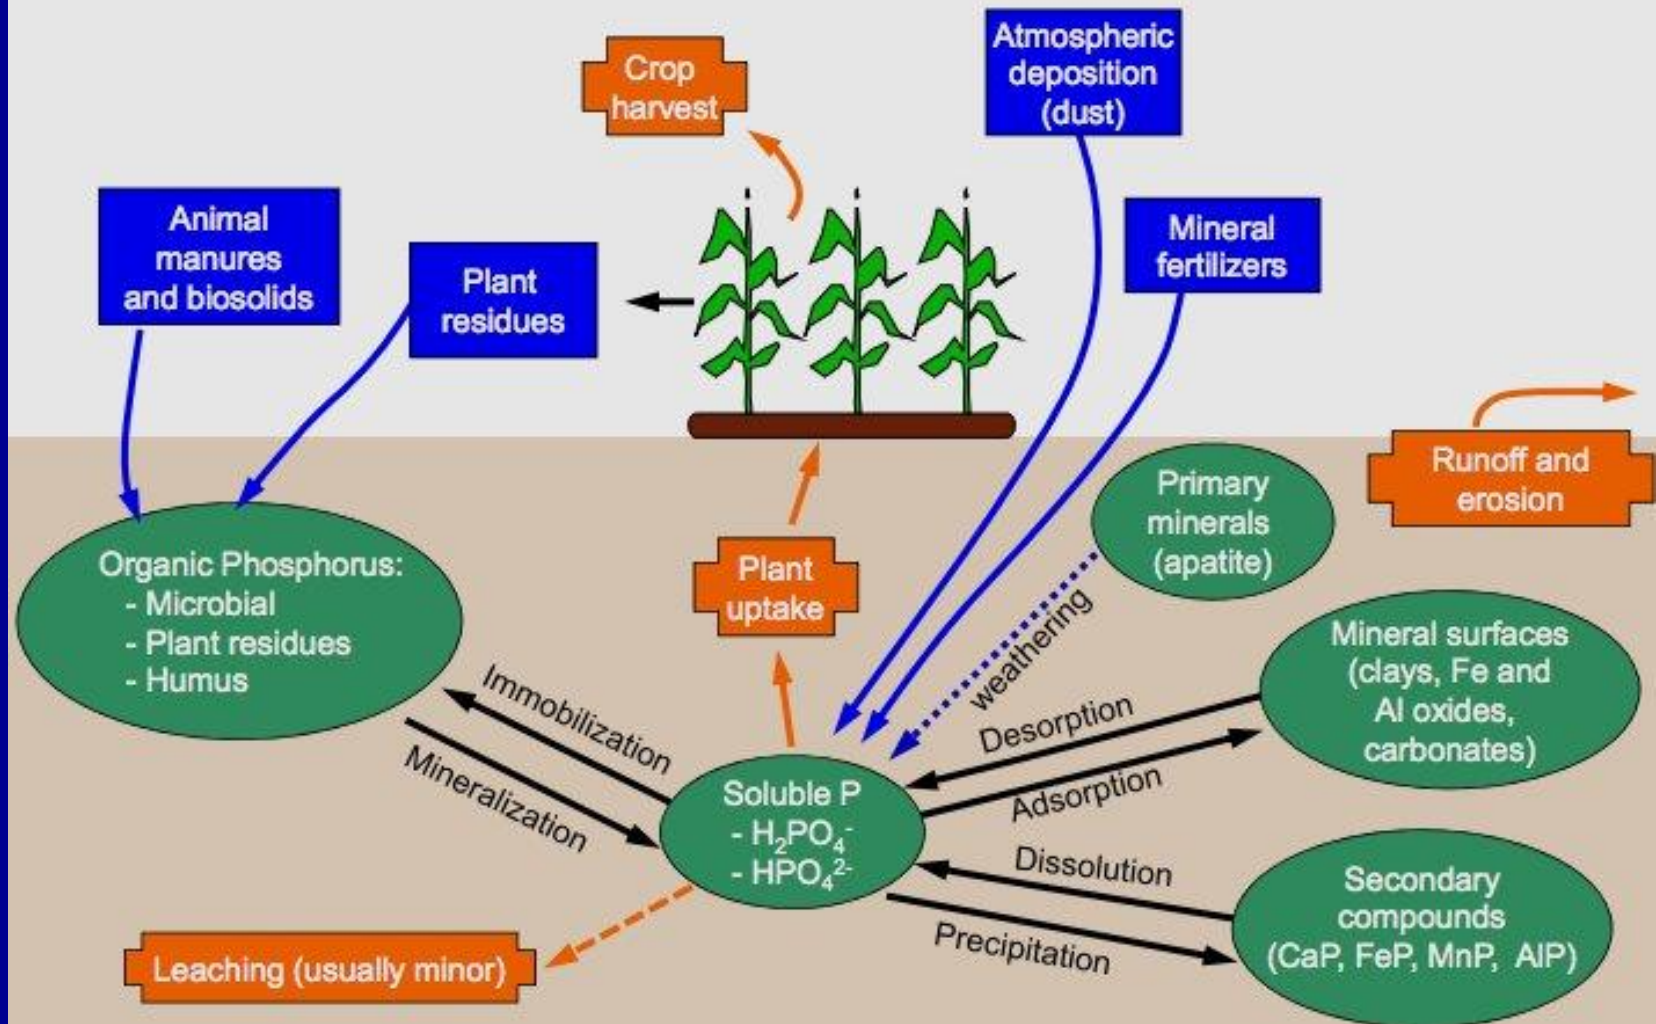 Crop
harvest
Atmospheric
deposition
(dust)
Animal
manures
and biosolids
Plant
residues
Mineral
fertilizers
Runoff and
erosion
Primary
minerals
(apatite)
Organic Phosphorus:
- Microbial
- Plant residues
- Humus
Plant
uptake
weathering
Mineral surfaces
(clays, Fe and
Al oxides,
carbonates)
Immobilization
Mineralization
Desorption
Adsorption
Soluble P
- H₂PO₄⁻
- HPO₄²⁻
Dissolution
Precipitation
Secondary
compounds
(CaP, FeP, MnP, AlP)
Leaching (usually minor)